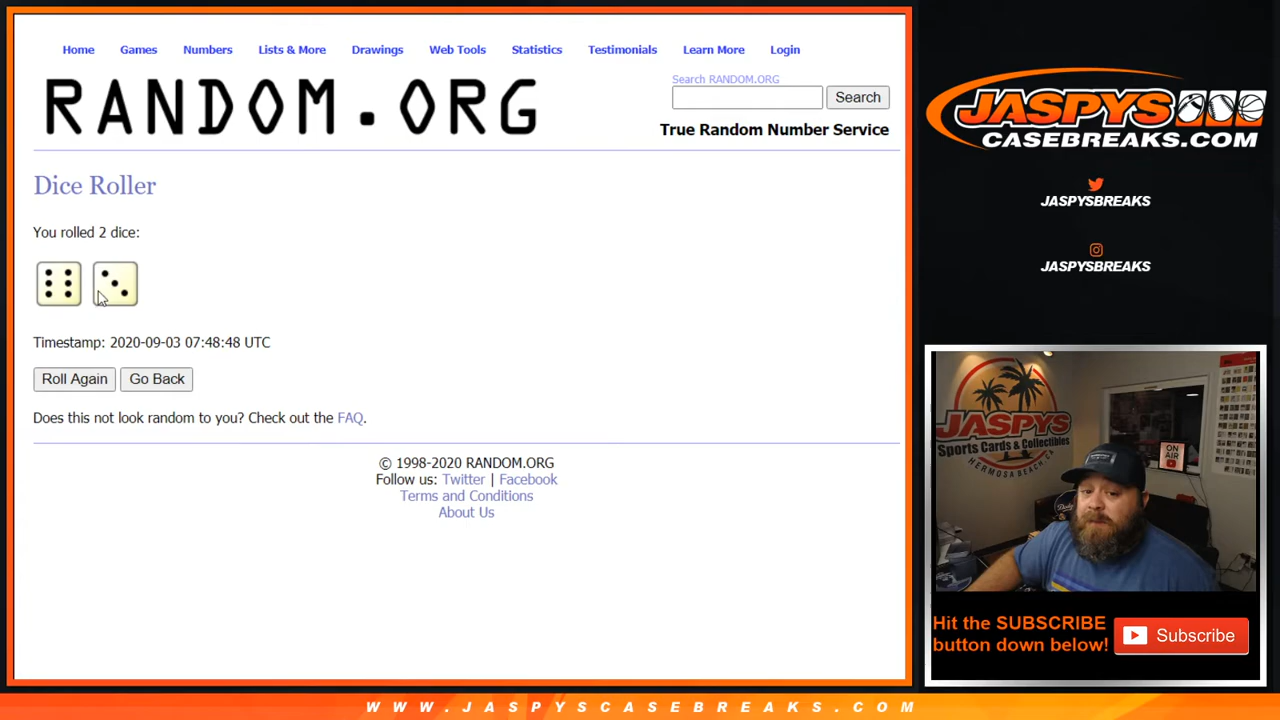 Home Games Numbers Lists & More Drawings Web Tools Statistics Testimonials Learn More Login
RANDOM.ORG
Search RANDOM.ORG
Search
True Random Number Service
Dice Roller
You rolled 2 dice:
Timestamp: 2020-09-03 07:48:48 UTC
Roll Again Go Back
Does this not look random to you? Check out the FAQ.
© 1998-2020 RANDOM.ORG
Follow us: Twitter | Facebook
Terms and Conditions
About Us
JASPYS
CASEBREAKS.COM
JASPYSBREAKS
JASPYSBREAKS
JASPYS
Sports Cards & Collectibles
HERMOSA BEACH, CA
ON AIR
Hit the SUBSCRIBE
button down below!
Subscribe
WWW.JASPYSCASEBREAKS.COM